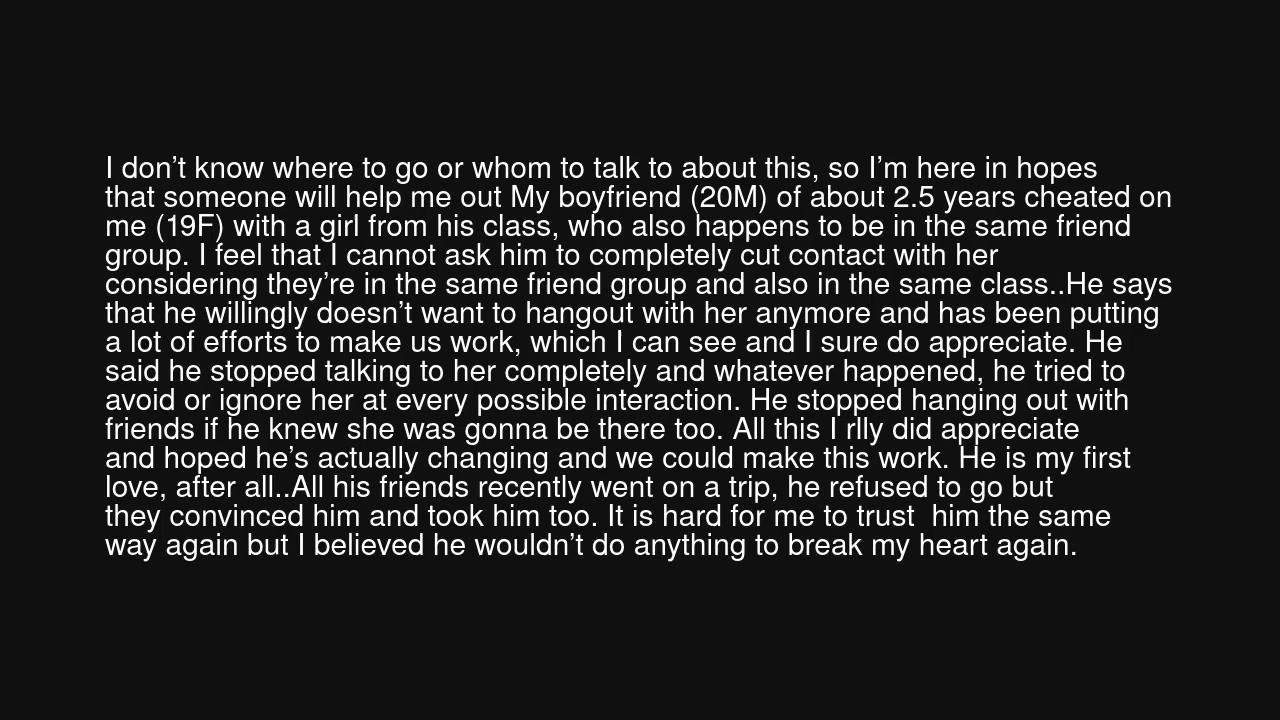 I don’t know where to go or whom to talk to about this, so I’m here in hopes
that someone will help me out My boyfriend (20M) of about 2.5 years cheated on
me (19F) with a girl from his class, who also happens to be in the same friend
group. I feel that I cannot ask him to completely cut contact with her
considering they’re in the same friend group and also in the same class..He says
that he willingly doesn’t want to hangout with her anymore and has been putting
a lot of efforts to make us work, which I can see and I sure do appreciate. He
said he stopped talking to her completely and whatever happened, he tried to
avoid or ignore her at every possible interaction. He stopped hanging out with
friends if he knew she was gonna be there too. All this I rlly did appreciate
and hoped he’s actually changing and we could make this work. He is my first
love, after all..All his friends recently went on a trip, he refused to go but
they convinced him and took him too. It is hard for me to trust  him the same
way again but I believed he wouldn’t do anything to break my heart again.